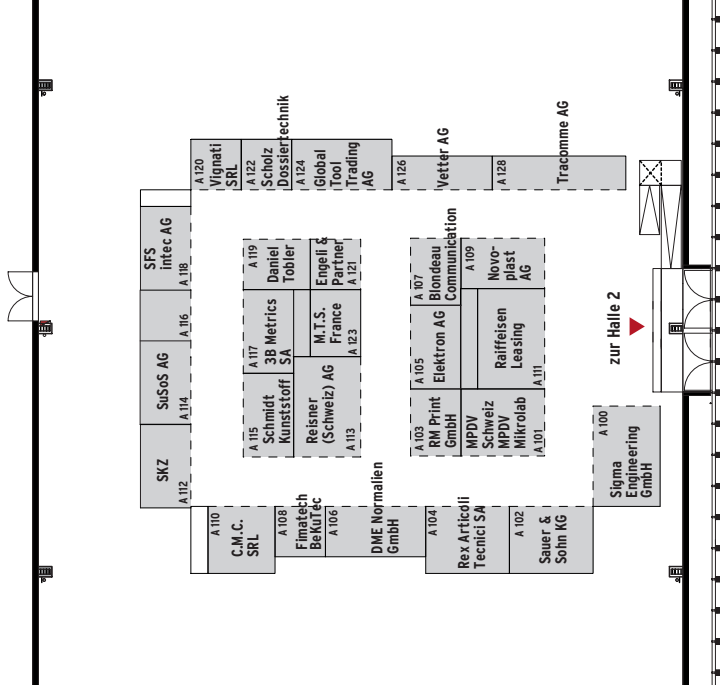 A 120
Vignati
SRL
A 122
Scholz
Dossiertechnik
A 124
Global
Tool
Trading
AG
A 126
Vetter AG
A 128
Tracomme AG
SFS
intec AG
A 118
A 116
SuSoS AG
A 114
SKZ
A 112
A 119
Daniel
Tobler
Engeli &
Partner
A 121
A 117
3B Metrics
SA
M.T.S.
France
A 123
A 115
Schmidt
Kunststoff
Reisner
(Schweiz) AG
A 113
A 107
Blondeau
Communication
A 109
Novo-
plast
AG
A 105
Elektron AG
Raiffeisen
Leasing
A 111
A 103
RM Print
GmbH
MPDV
Schweiz
MPDV
Mikrolab
A 101
A 110
C.M.C.
SRL
A 108
Fimatech
BeKuTec
A 106
DME Normalien
GmbH
A 104
Rex Articoli
Tecnici SA
A 102
Sauer &
Sohn KG
A 100
Sigma
Engineering
GmbH
zur Halle 2